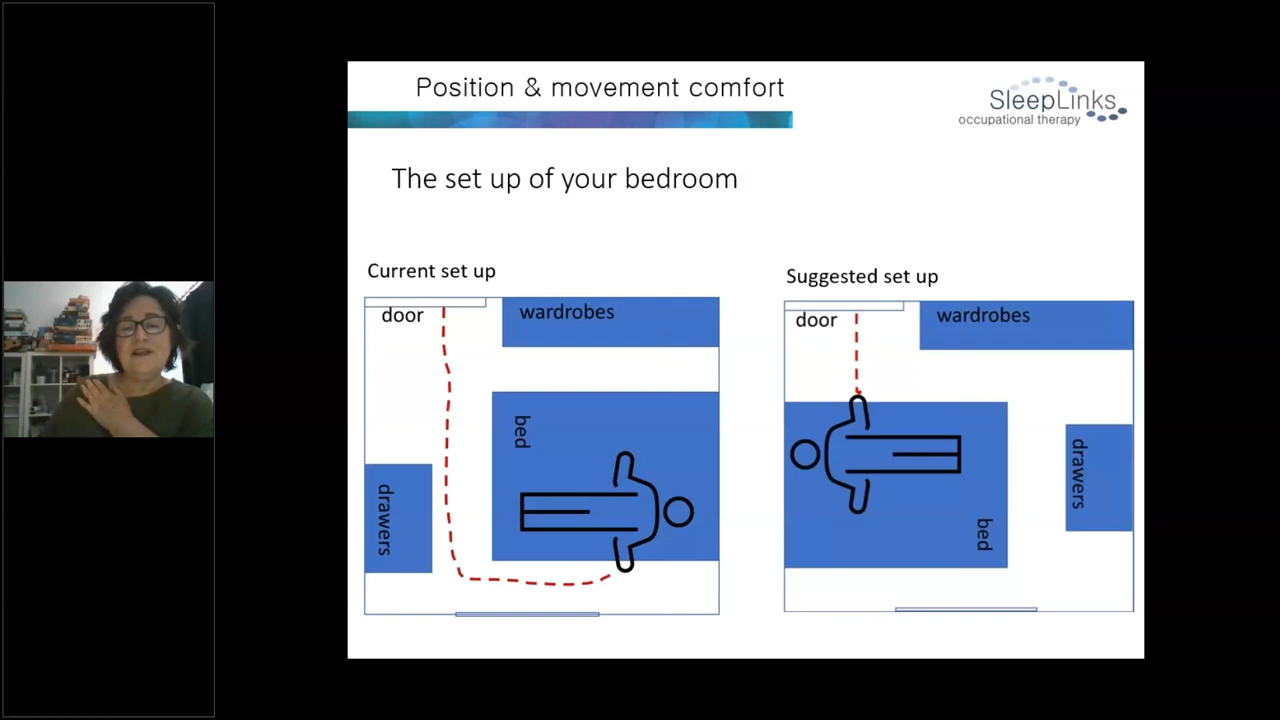 Position & movement comfort
SleepLinks
occupational therapy
The set up of your bedroom
Current set up
door
wardrobes
bed
drawers
Suggested set up
door
wardrobes
drawers
bed